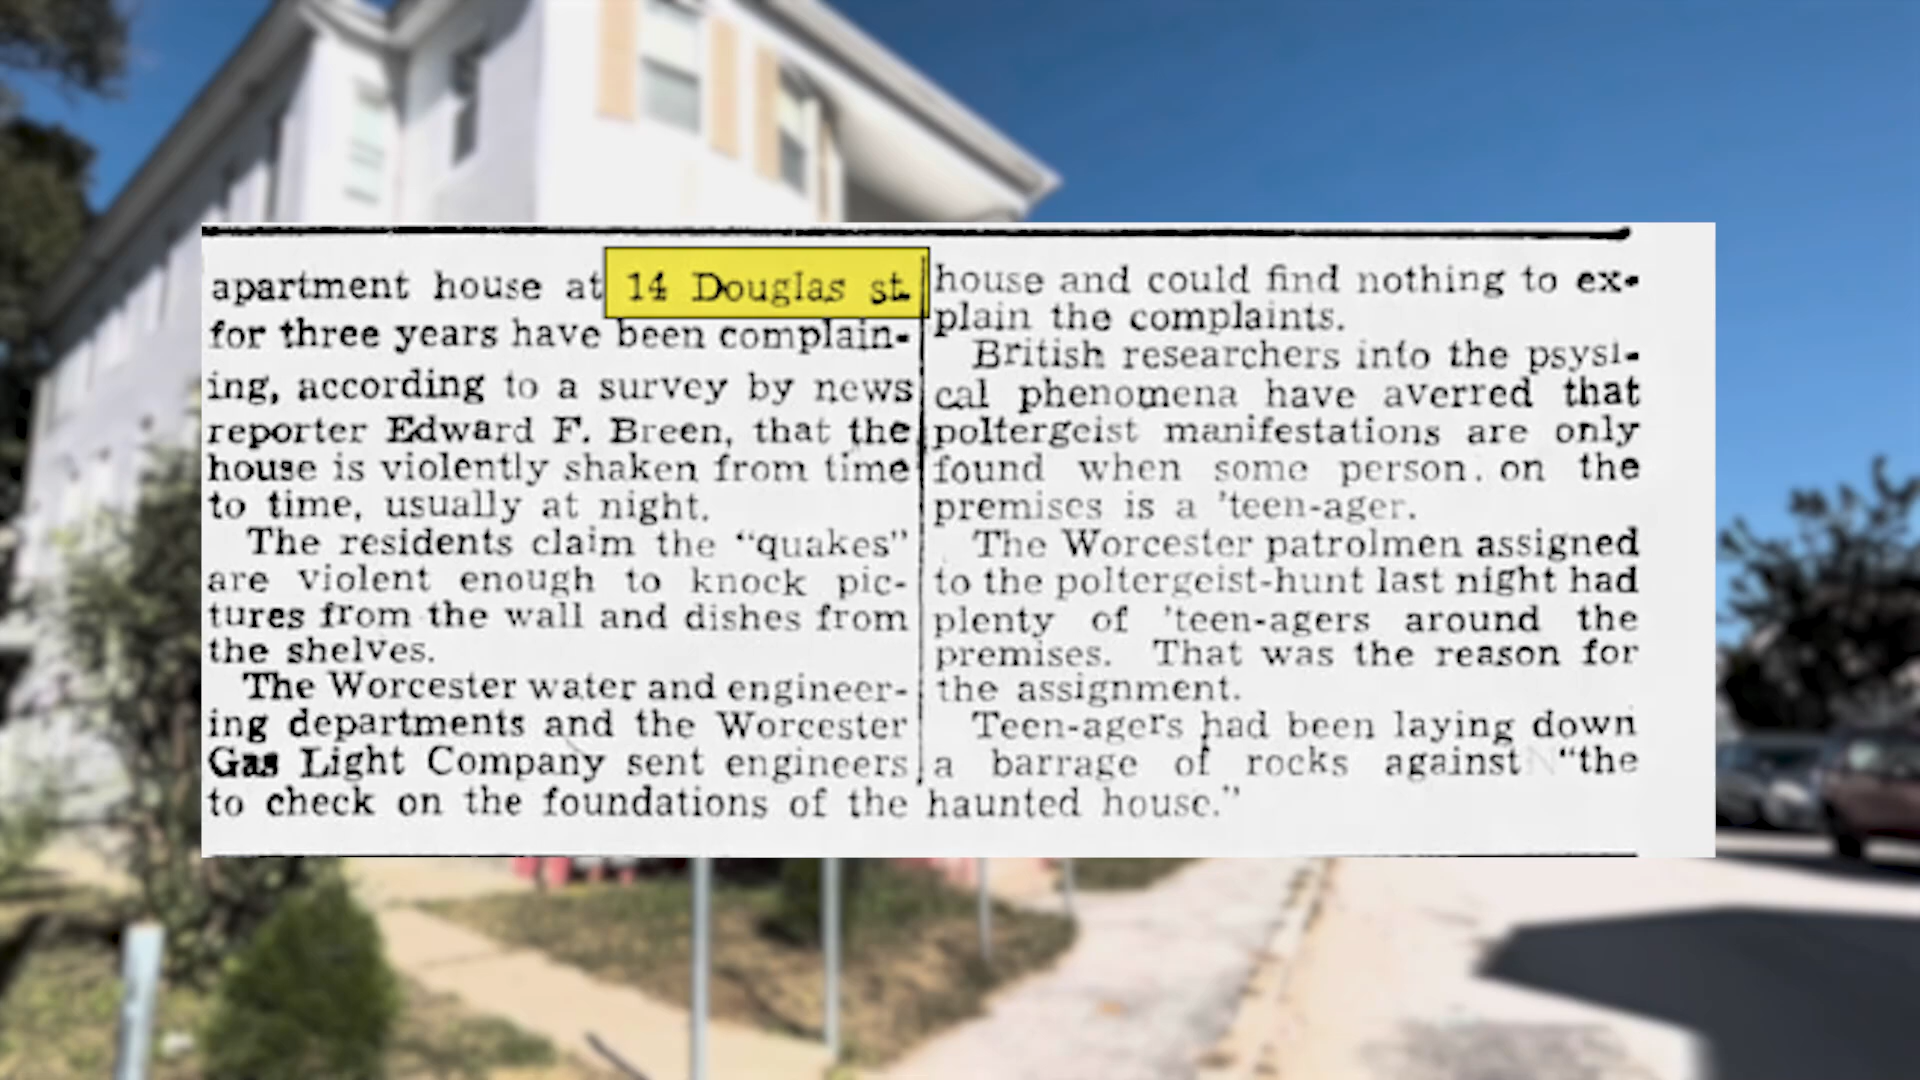 apartment house at 14 Douglas st.
for three years have been complain-
ing, according to a survey by news
reporter Edward F. Breen, that the
house is violently shaken from time
to time, usually at night.
The residents claim the “quakes”
are violent enough to knock pic-
tures from the wall and dishes from
the shelves.
The Worcester water and engineer-
ing departments and the Worcester
Gas Light Company sent engineers
to check on the foundations of the
house and could find nothing to ex-
plain the complaints.
British researchers into the psysi-
cal phenomena have averred that
poltergeist manifestations are only
found when some person on the
premises is a 'teen-ager.
The Worcester patrolmen assigned
to the poltergeist-hunt last night had
plenty of 'teen-agers around the
premises. That was the reason for
the assignment.
Teen-agers had been laying down
a barrage of rocks against “the
haunted house.”